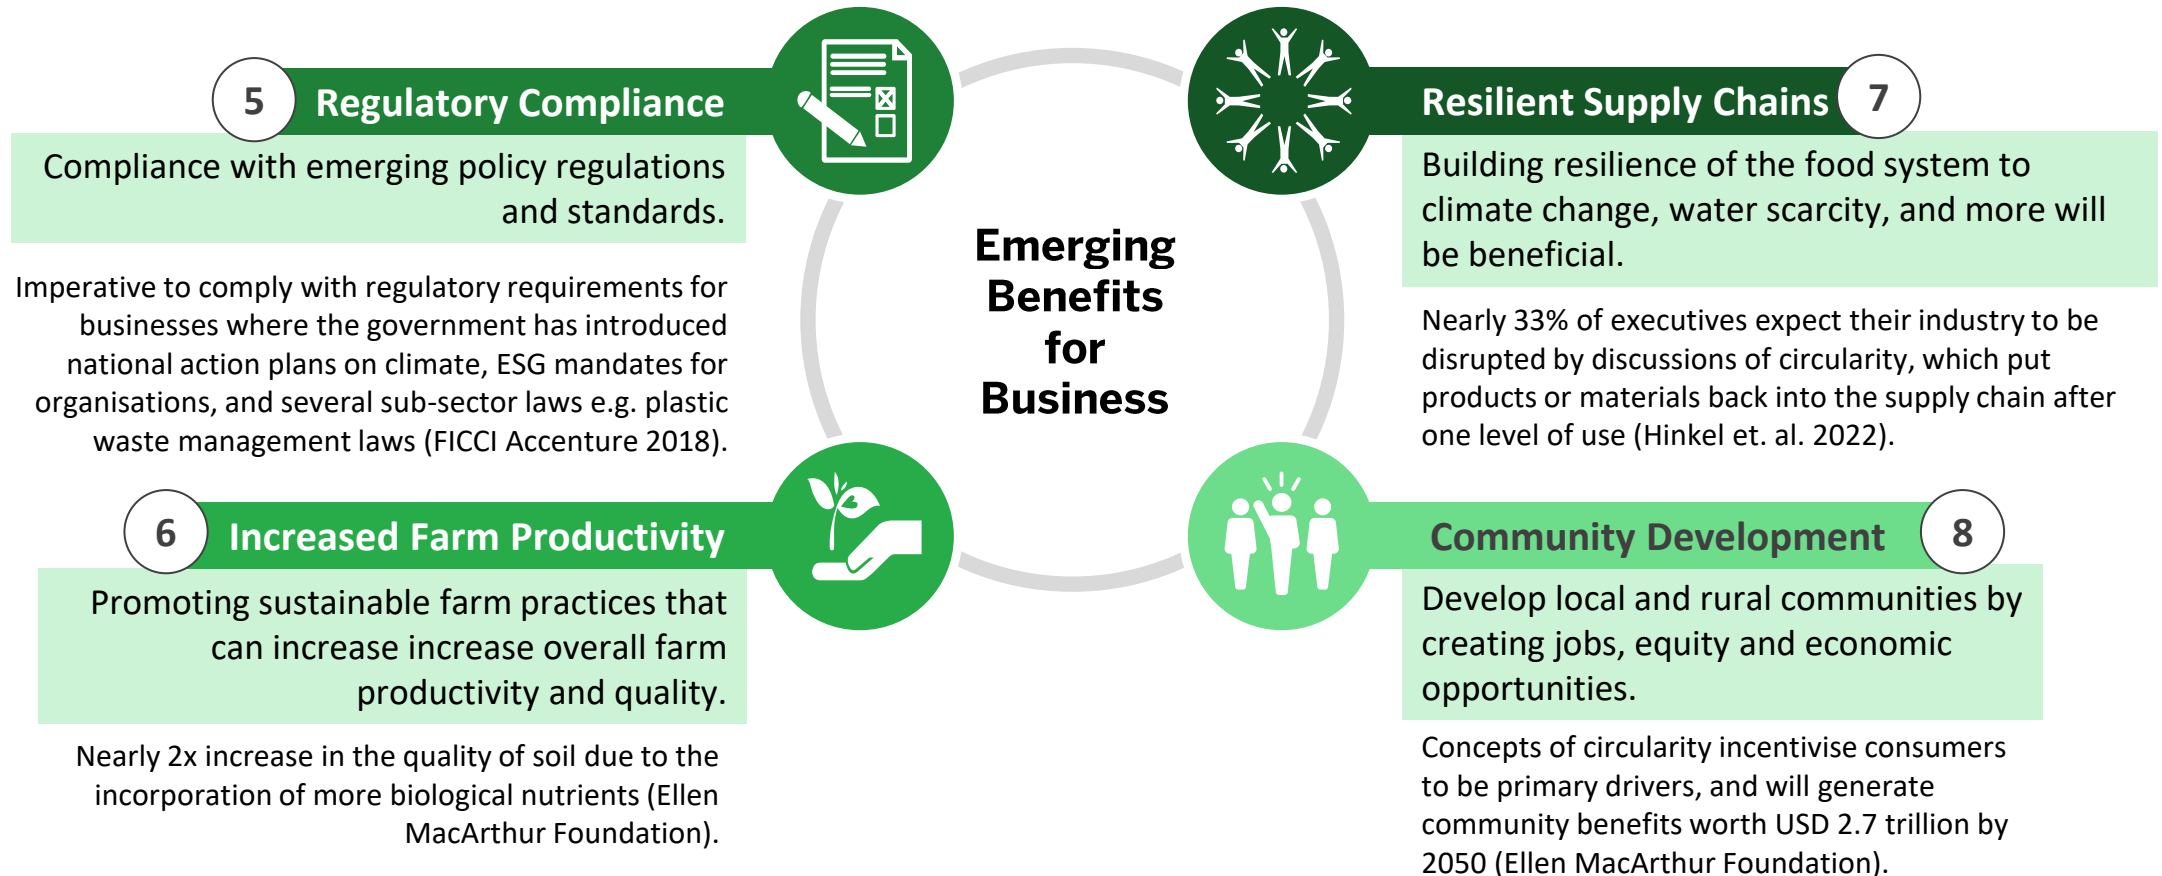 5
Regulatory Compliance
Compliance with emerging policy regulations
and standards.
Imperative to comply with regulatory requirements for
businesses where the government has introduced
national action plans on climate, ESG mandates for
organisations, and several sub-sector laws e.g. plastic
waste management laws (FICCI Accenture 2018).
6
Increased Farm Productivity
Promoting sustainable farm practices that
can increase increase overall farm
productivity and quality.
Nearly 2x increase in the quality of soil due to the
incorporation of more biological nutrients (Ellen
MacArthur Foundation).
Emerging
Benefits
for
Business
Resilient Supply Chains
7
Building resilience of the food system to
climate change, water scarcity, and more will
be beneficial.
Nearly 33% of executives expect their industry to be
disrupted by discussions of circularity, which put
products or materials back into the supply chain after
one level of use (Hinkel et. al. 2022).
Community Development
8
Develop local and rural communities by
creating jobs, equity and economic
opportunities.
Concepts of circularity incentivise consumers
to be primary drivers, and will generate
community benefits worth USD 2.7 trillion by
2050 (Ellen MacArthur Foundation).